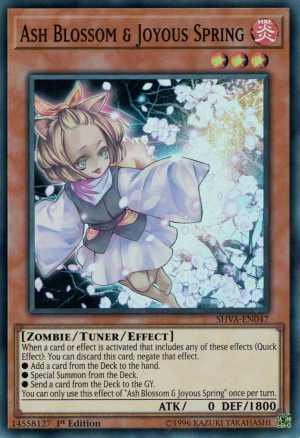 ASH BLOSSOM & JOYOUS SPRING
FIRE
炎
SHVA-EN047
[ZOMBIE/TUNER/EFFECT]
When a card or effect is activated that includes any of these effects (Quick
Effect): You can discard this card; negate that effect.
● Add a card from the Deck to the hand.
● Special Summon from the Deck.
● Send a card from the Deck to the GY.
You can only use this effect of "Ash Blossom & Joyous Spring" once per turn.
ATK/ 0 DEF/1800
14558127 1st Edition ©1996 KAZUKI TAKAHASHI